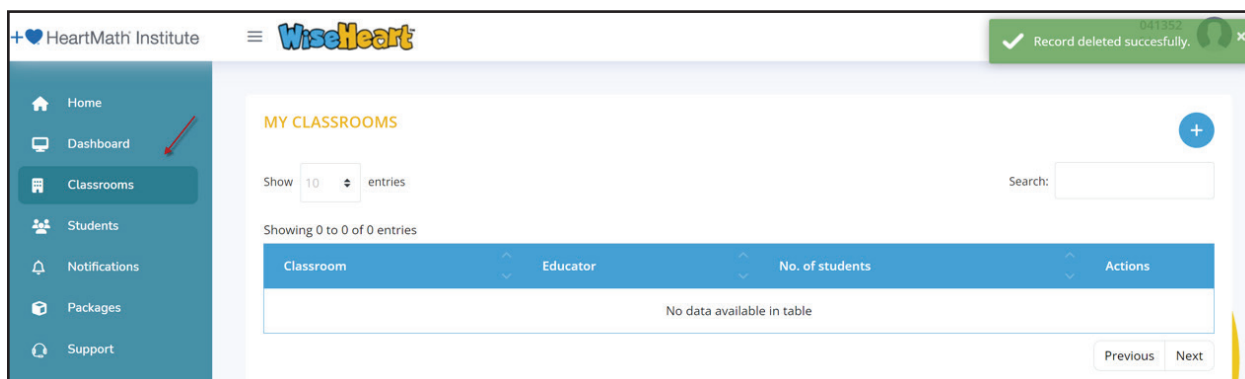 HeartMath Institute
WiseHeart
041352
Record deleted succesfully.
×
Home
Dashboard
Classrooms
Students
Notifications
Packages
Support
MY CLASSROOMS
+
Show 10 entries
Search:
Showing 0 to 0 of 0 entries
Classroom Educator No. of students Actions
No data available in table
Previous Next